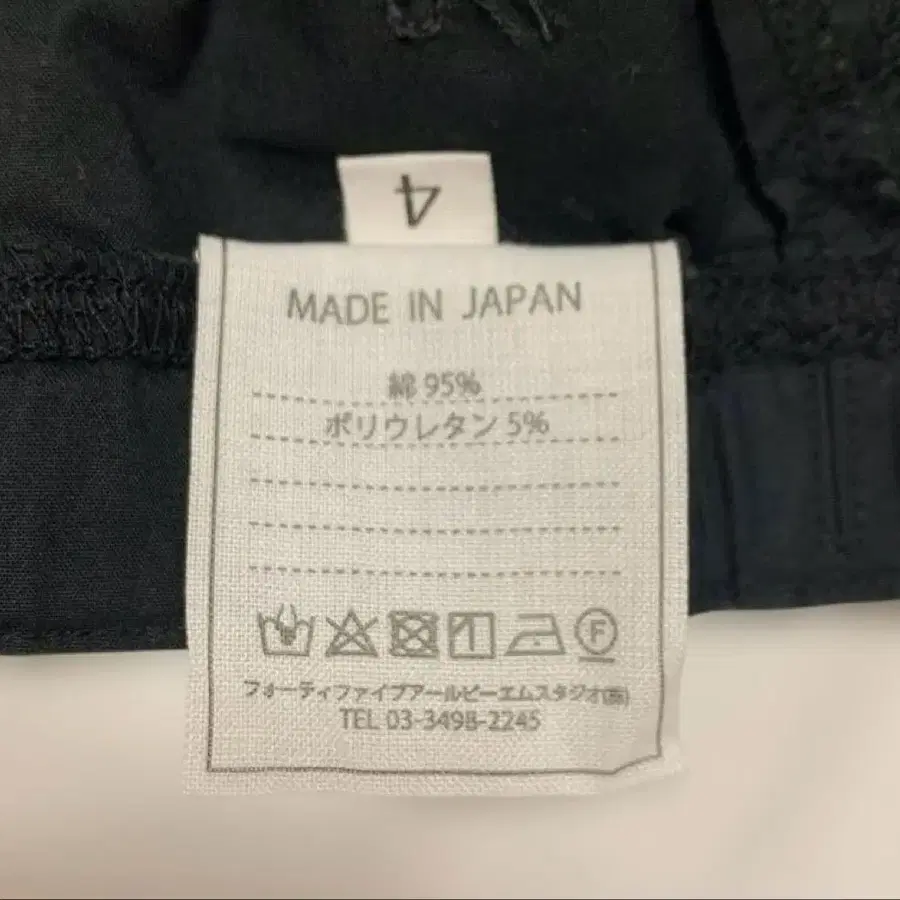 4
MADE IN JAPAN
綿 95%
ポリウレタン 5%
F
フォーティファイブアールピーエムスタジオ(株)
TEL 03-3498-2245